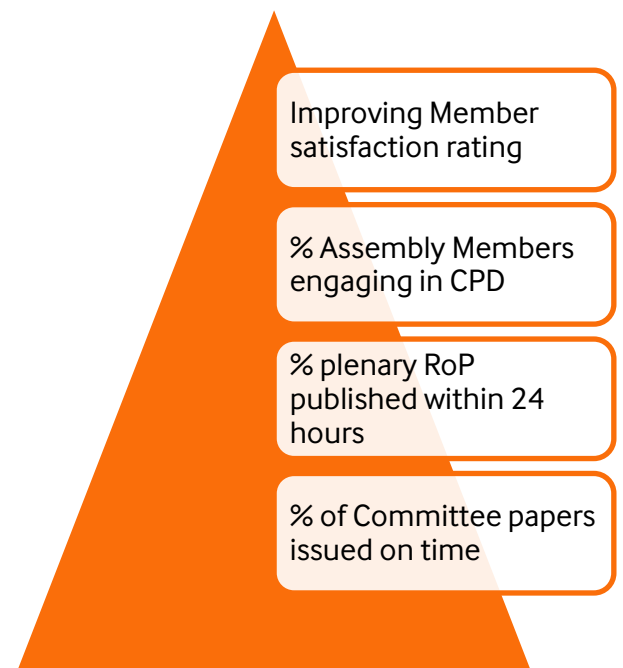 Improving Member
satisfaction rating
% Assembly Members
engaging in CPD
% plenary RoP
published within 24
hours
% of Committee papers
issued on time